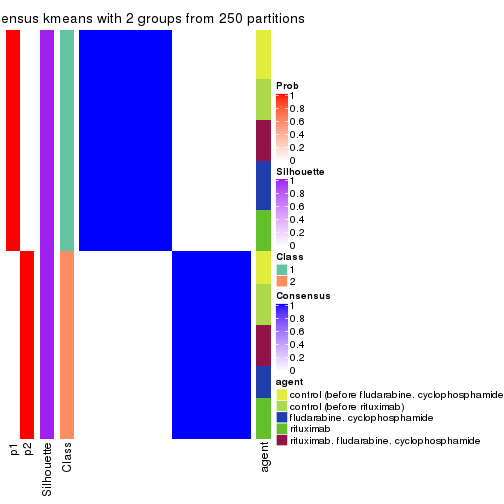 ensus kmeans with 2 groups from 250 partitions
Prob
1
0.8
0.6
0.4
0.2
0
Silhouette
1
0.8
0.6
0.4
0.2
0
Class
1
2
Consensus
1
0.8
0.6
0.4
0.2
0
agent
control (before fludarabine. cyclophosphamide
control (before rituximab)
fludarabine. cyclophosphamide
rituximab
rituximab. fludarabine. cyclophosphamide
p1
p2
Silhouette
Class
agent